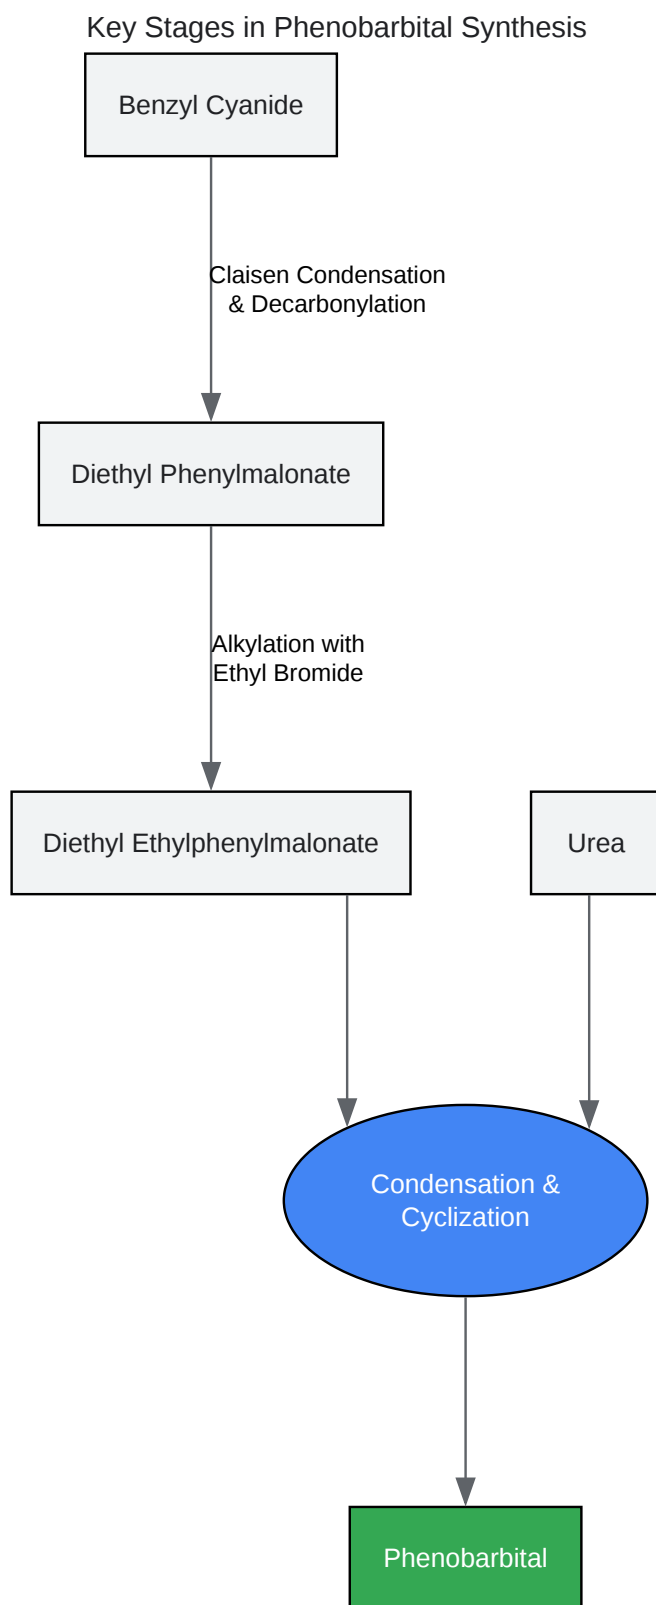 Key Stages in Phenobarbital Synthesis
Benzyl Cyanide
Claisen Condensation
& Decarbonylation
Diethyl Phenylmalonate
Alkylation with
Ethyl Bromide
Diethyl Ethylphenylmalonate
Urea
Condensation &
Cyclization
Phenobarbital